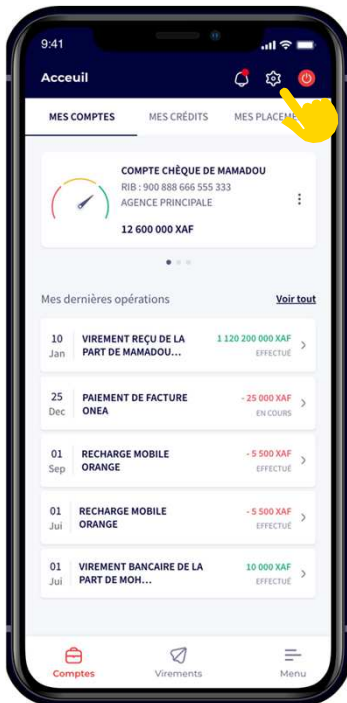 9:41
Acceuil
MES COMPTES MES CRÉDITS MES PLACEME
COMPTE CHÈQUE DE MAMADOU
RIB : 900 888 666 555 333
AGENCE PRINCIPALE
12 600 000 XAF
Mes dernières opérations Voir tout
10 VIREMENT REÇU DE LA 1 120 200 000 XAF
Jan PART DE MAMADOU... EFFECTUÉ
25 PAIEMENT DE FACTURE - 25 000 XAF
Dec ONEA EN COURS
01 RECHARGE MOBILE - 5 500 XAF
Sep ORANGE EFFECTUÉ
01 RECHARGE MOBILE - 5 500 XAF
Jui ORANGE EFFECTUÉ
01 VIREMENT BANCAIRE DE LA 10 000 XAF
Jui PART DE MOH... EFFECTUÉ
Comptes Virements Menu